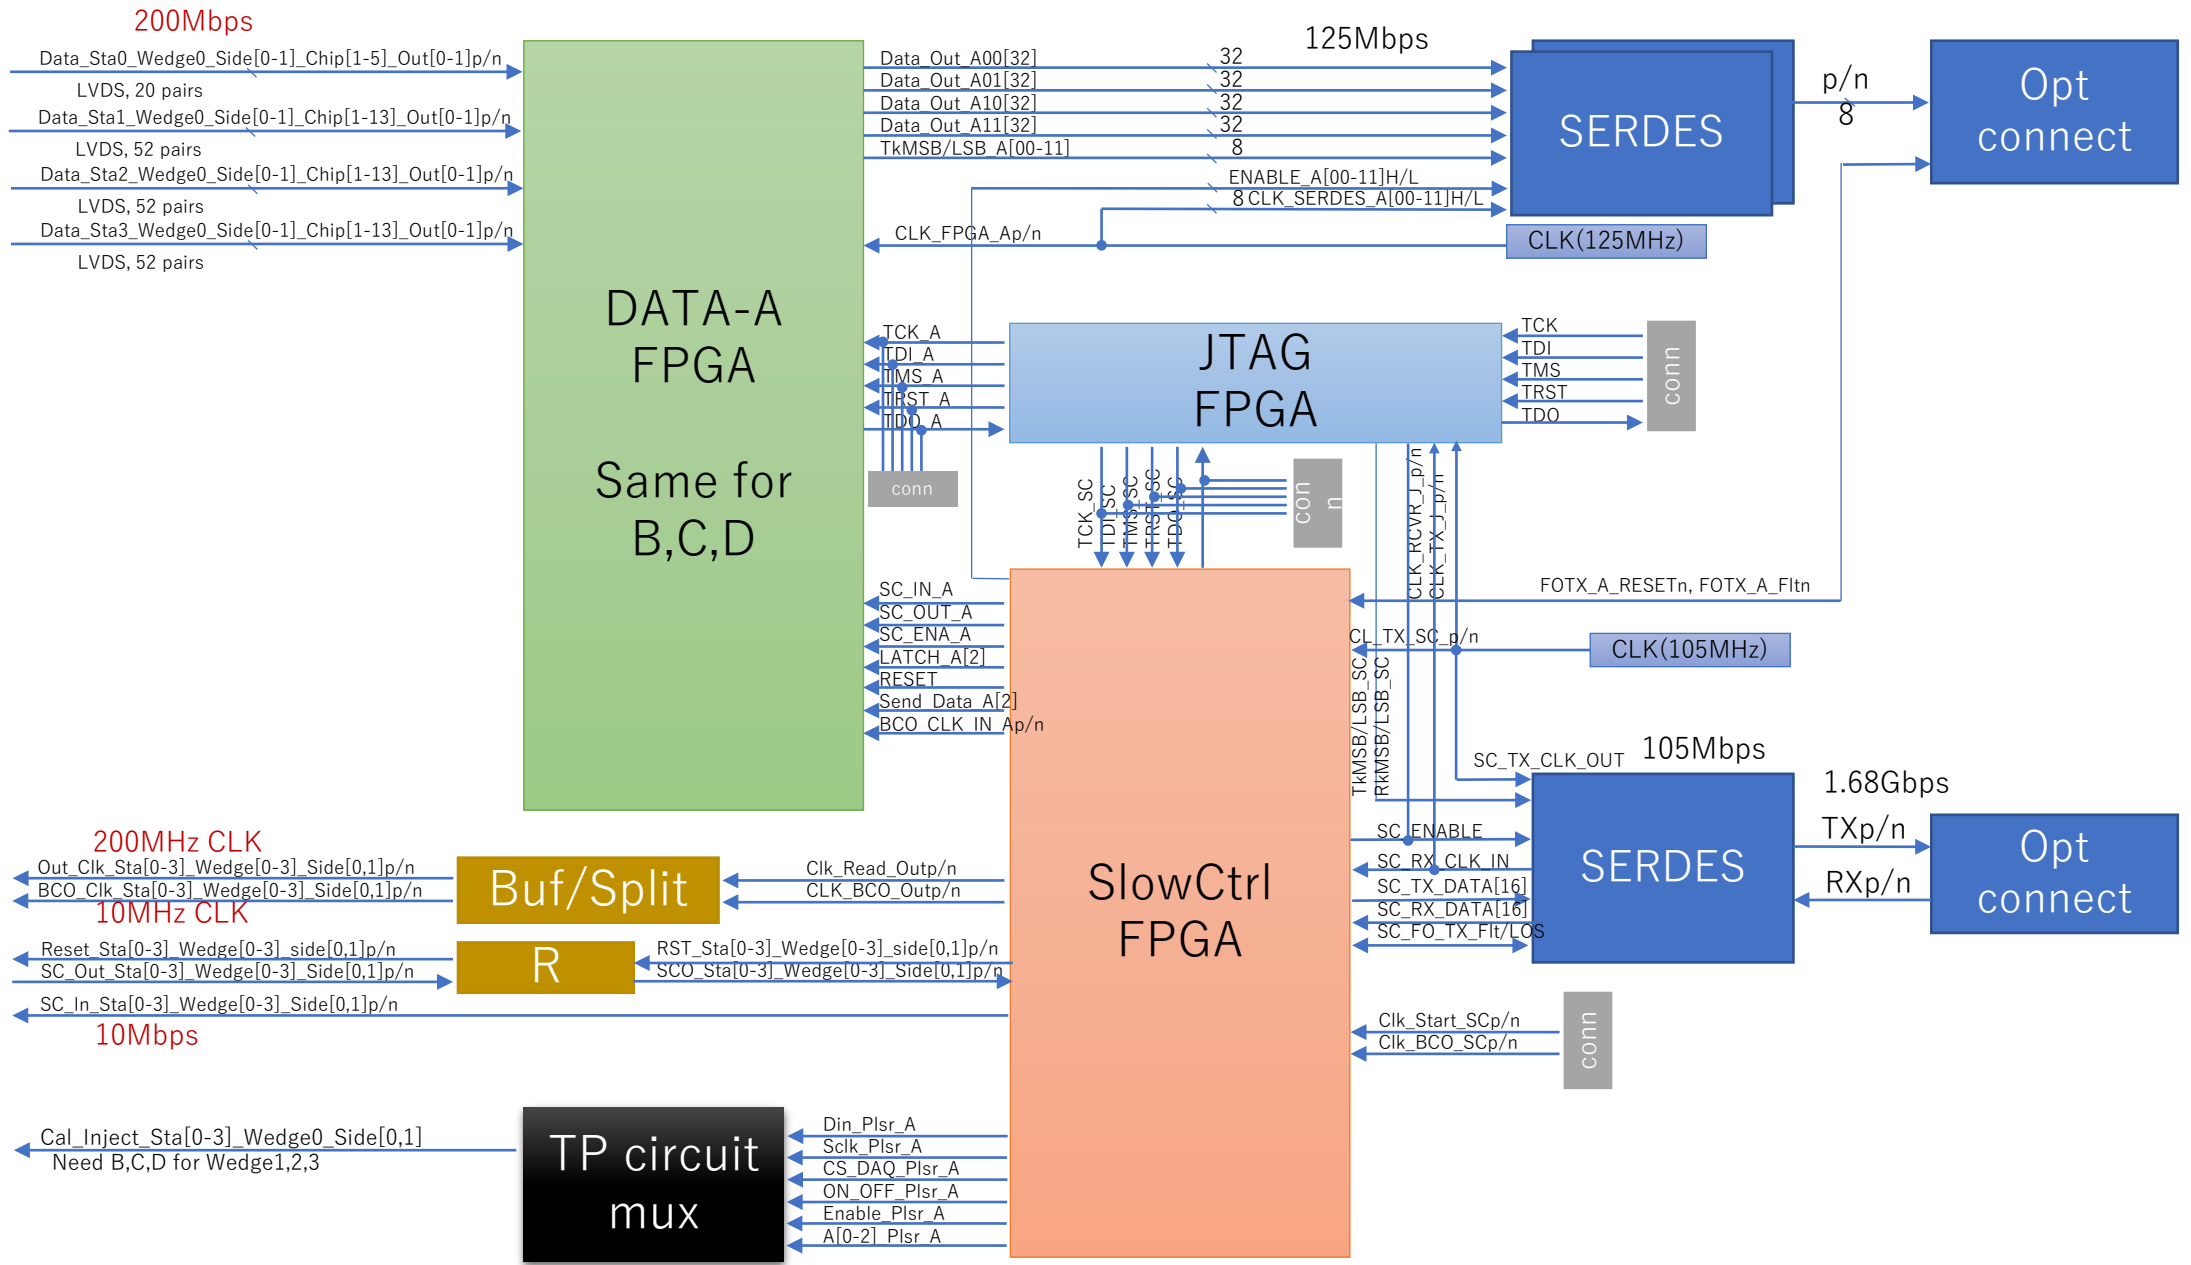 200Mbps
Data_Sta0_Wedge0_Side[0-1]_Chip[1-5]_Out[0-1]p/n
LVDS, 20 pairs
Data_Sta1_Wedge0_Side[0-1]_Chip[1-13]_Out[0-1]p/n
LVDS, 52 pairs
Data_Sta2_Wedge0_Side[0-1]_Chip[1-13]_Out[0-1]p/n
LVDS, 52 pairs
Data_Sta3_Wedge0_Side[0-1]_Chip[1-13]_Out[0-1]p/n
LVDS, 52 pairs
DATA-A
FPGA
Same for
B,C,D
125Mbps
Data_Out_A00[32]
32
Data_Out_A01[32]
32
Data_Out_A10[32]
32
Data_Out_A11[32]
32
TkMSB/LSB_A[00-11]
8
ENABLE_A[00-11]H/L
8
CLK_SERDES_A[00-11]H/L
CLK_FPGA_Ap/n
CLK(125MHz)
SERDES
p/n
8
Opt
connect
TCK_A
TDI_A
TMS_A
TRST_A
TDO_A
conn
JTAG
FPGA
TCK
TDI
TMS
TRST
TDO
conn
TCK_SC
TDI_SC
TMS_SC
TRST_SC
TDO_SC
con
n
CLK_RCVR_J_p/n
CLK_TX_J_p/n
SC_IN_A
SC_OUT_A
SC_ENA_A
LATCH_A[2]
RESET
Send_Data_A[2]
BCO_CLK_IN_Ap/n
FOTX_A_RESETn, FOTX_A_Fltn
CL_TX_SC_p/n
CLK(105MHz)
TkMSB/LSB_SC
RkMSB/LSB_SC
SC_TX_CLK_OUT
105Mbps
1.68Gbps
SC_ENABLE
SC_RX_CLK_IN
SC_TX_DATA[16]
SC_RX_DATA[16]
SC_FO_TX_Flt/LOS
SERDES
TXp/n
RXp/n
Opt
connect
SlowCtrl
FPGA
200MHz CLK
Out_Clk_Sta[0-3]_Wedge[0-3]_Side[0,1]p/n
BCO_Clk_Sta[0-3]_Wedge[0-3]_Side[0,1]p/n
10MHz CLK
Buf/Split
Clk_Read_Outp/n
CLK_BCO_Outp/n
Reset_Sta[0-3]_Wedge[0-3]_side[0,1]p/n
SC_Out_Sta[0-3]_Wedge[0-3]_Side[0,1]p/n
R
RST_Sta[0-3]_Wedge[0-3]_side[0,1]p/n
SCO_Sta[0-3]_Wedge[0-3]_Side[0,1]p/n
SC_In_Sta[0-3]_Wedge[0-3]_Side[0,1]p/n
10Mbps
Clk_Start_SCp/n
Clk_BCO_SCp/n
conn
Cal_Inject_Sta[0-3]_Wedge0_Side[0,1]
Need B,C,D for Wedge1,2,3
TP circuit
mux
Din_Plsr_A
Sclk_Plsr_A
CS_DAQ_Plsr_A
ON_OFF_Plsr_A
Enable_Plsr_A
A[0-2]_Plsr_A